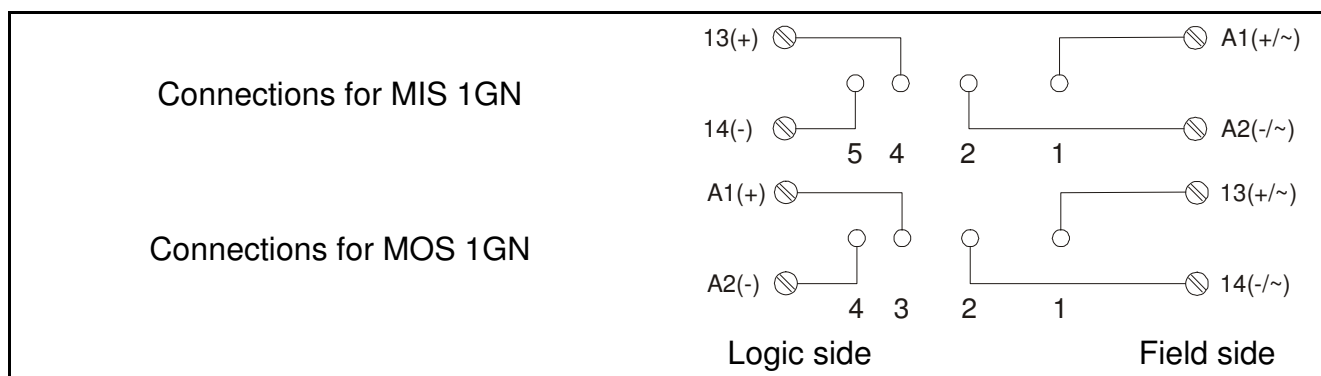 13(+) A1(+/~)
Connections for MIS 1GN
14(-) A2(-/~)
5 4 2 1
A1(+) 13(+/~)
Connections for MOS 1GN
A2(-) 14(-/~)
4 3 2 1
Logic side Field side